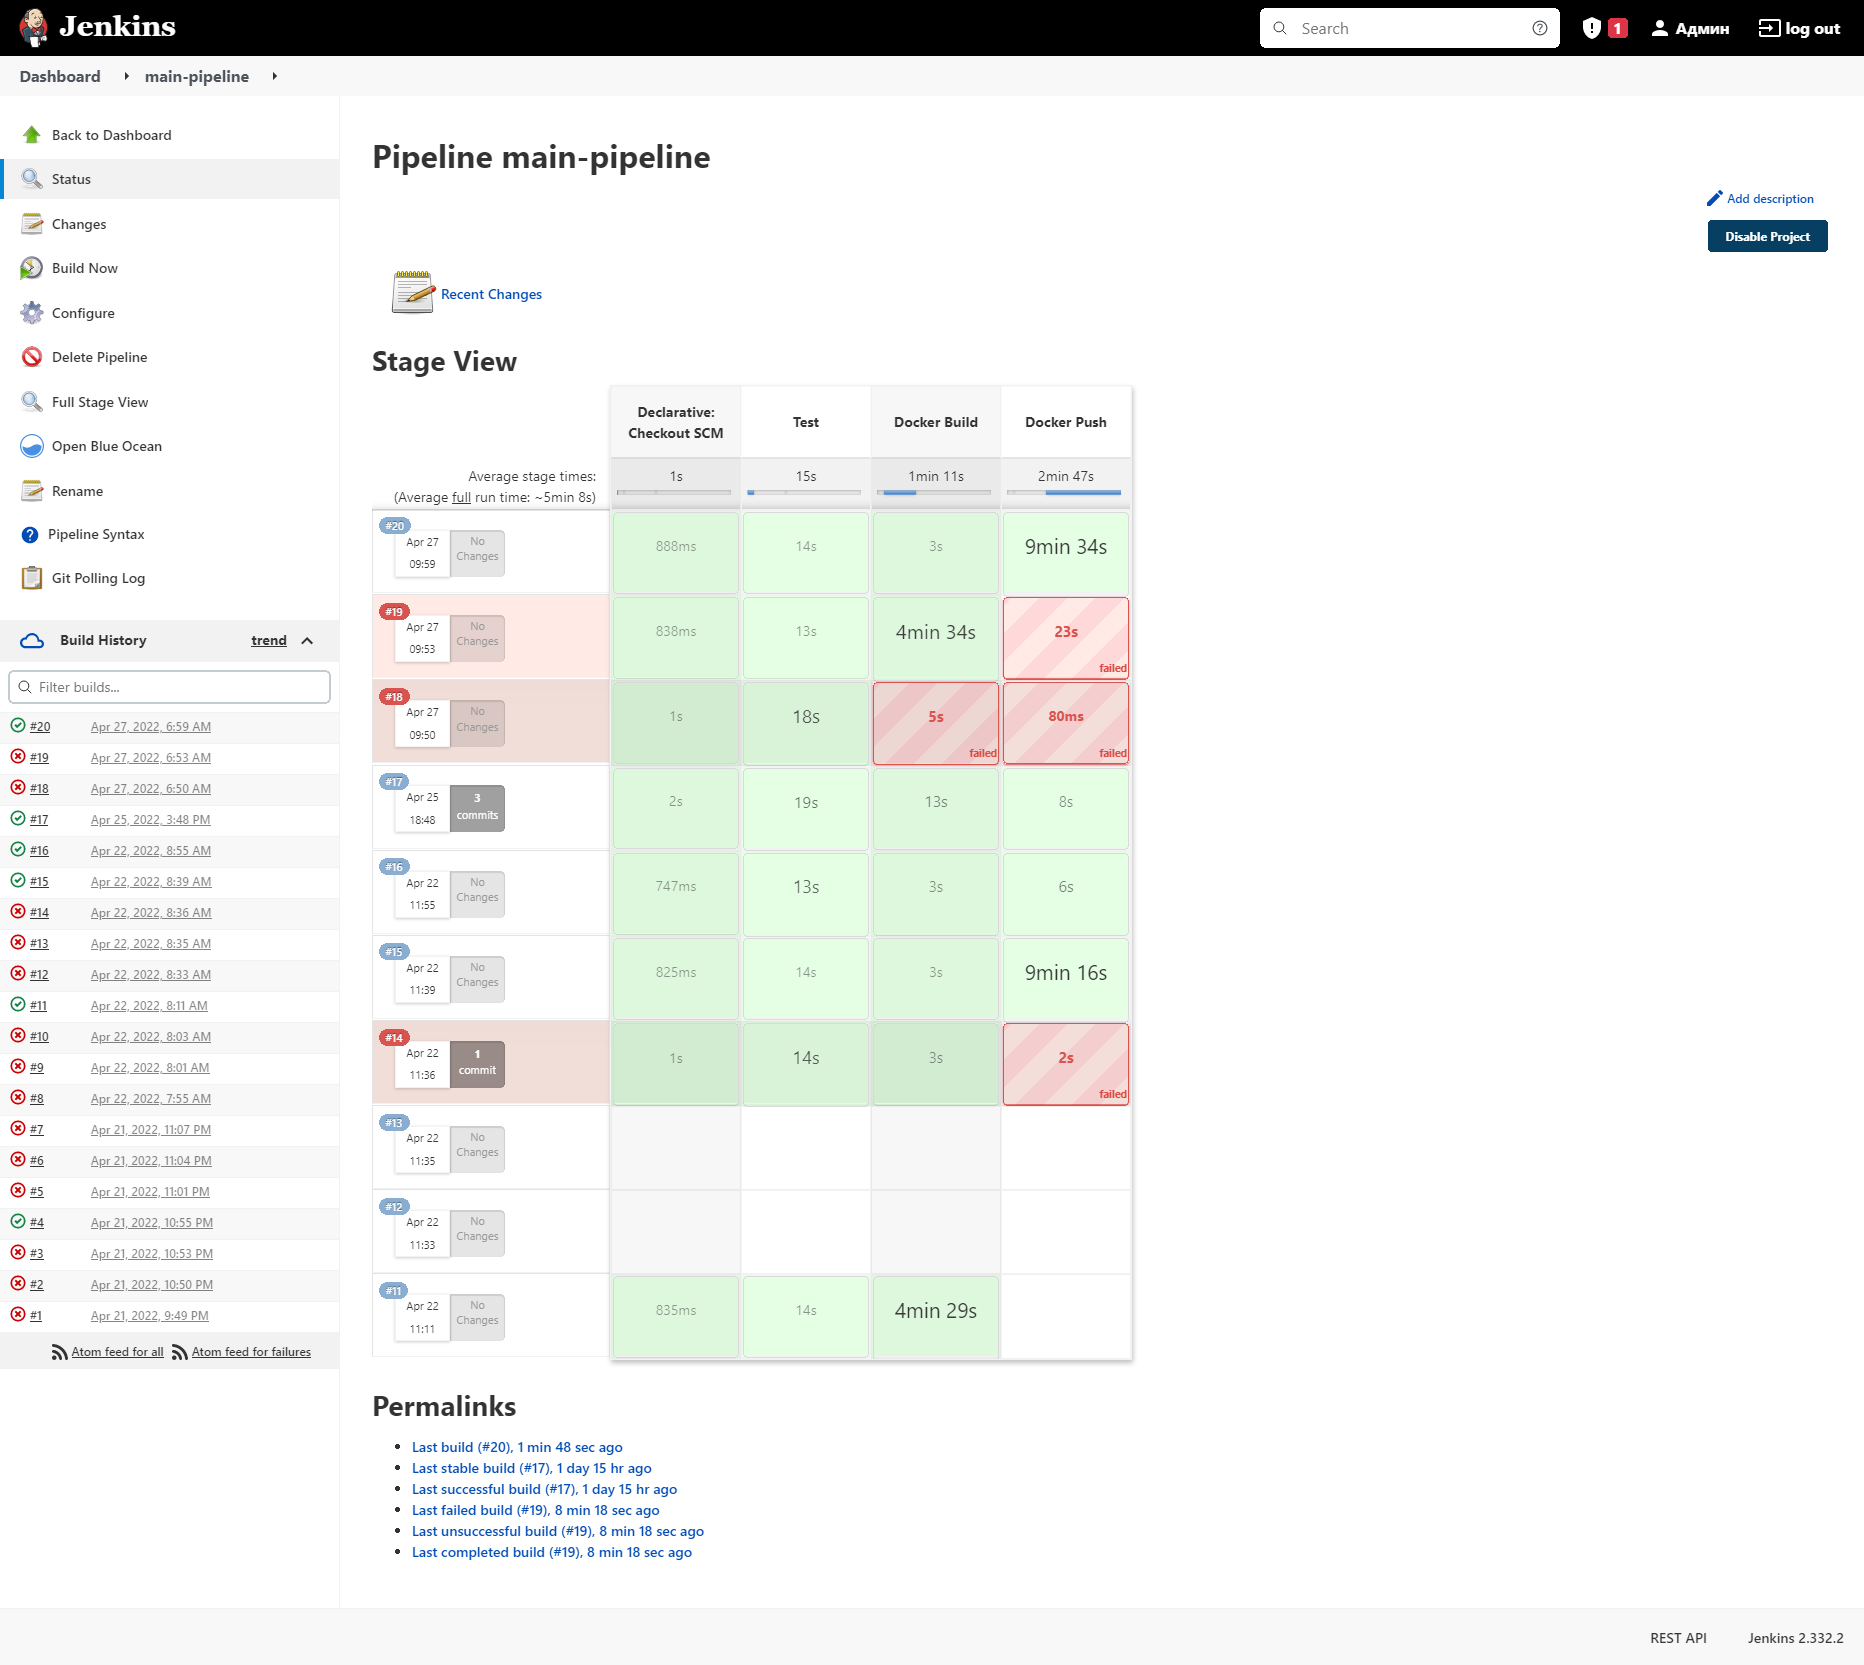 Jenkins
Search
1
Админ
log out
Dashboard
main-pipeline
Back to Dashboard
Status
Changes
Build Now
Configure
Delete Pipeline
Full Stage View
Open Blue Ocean
Rename
Pipeline Syntax
Git Polling Log
Build History
trend
Filter builds...
#20 Apr 27, 2022, 6:59 AM
#19 Apr 27, 2022, 6:53 AM
#18 Apr 27, 2022, 6:50 AM
#17 Apr 25, 2022, 3:48 PM
#16 Apr 22, 2022, 8:55 AM
#15 Apr 22, 2022, 8:39 AM
#14 Apr 22, 2022, 8:36 AM
#13 Apr 22, 2022, 8:35 AM
#12 Apr 22, 2022, 8:33 AM
#11 Apr 22, 2022, 8:11 AM
#10 Apr 22, 2022, 8:03 AM
#9 Apr 22, 2022, 8:01 AM
#8 Apr 22, 2022, 7:55 AM
#7 Apr 21, 2022, 11:07 PM
#6 Apr 21, 2022, 11:04 PM
#5 Apr 21, 2022, 11:01 PM
#4 Apr 21, 2022, 10:55 PM
#3 Apr 21, 2022, 10:53 PM
#2 Apr 21, 2022, 10:50 PM
#1 Apr 21, 2022, 9:49 PM
Atom feed for all Atom feed for failures
Pipeline main-pipeline
Add description
Disable Project
Recent Changes
Stage View
Declarative:
Checkout SCM
Test
Docker Build
Docker Push
Average stage times:
(Average full run time: ~5min 8s)
1s
15s
1min 11s
2min 47s
#20
Apr 27
09:59
No
Changes
888ms
14s
3s
9min 34s
#19
Apr 27
09:53
No
Changes
838ms
13s
4min 34s
23s
failed
#18
Apr 27
09:50
No
Changes
1s
18s
5s
failed
80ms
failed
#17
Apr 25
18:48
3
commits
2s
19s
13s
8s
#16
Apr 22
11:55
No
Changes
747ms
13s
3s
6s
#15
Apr 22
11:39
No
Changes
825ms
14s
3s
9min 16s
#14
Apr 22
11:36
1
commit
1s
14s
3s
2s
failed
#13
Apr 22
11:35
No
Changes
#12
Apr 22
11:33
No
Changes
#11
Apr 22
11:11
No
Changes
835ms
14s
4min 29s
Permalinks
Last build (#20), 1 min 48 sec ago
Last stable build (#17), 1 day 15 hr ago
Last successful build (#17), 1 day 15 hr ago
Last failed build (#19), 8 min 18 sec ago
Last unsuccessful build (#19), 8 min 18 sec ago
Last completed build (#19), 8 min 18 sec ago
REST API
Jenkins 2.332.2